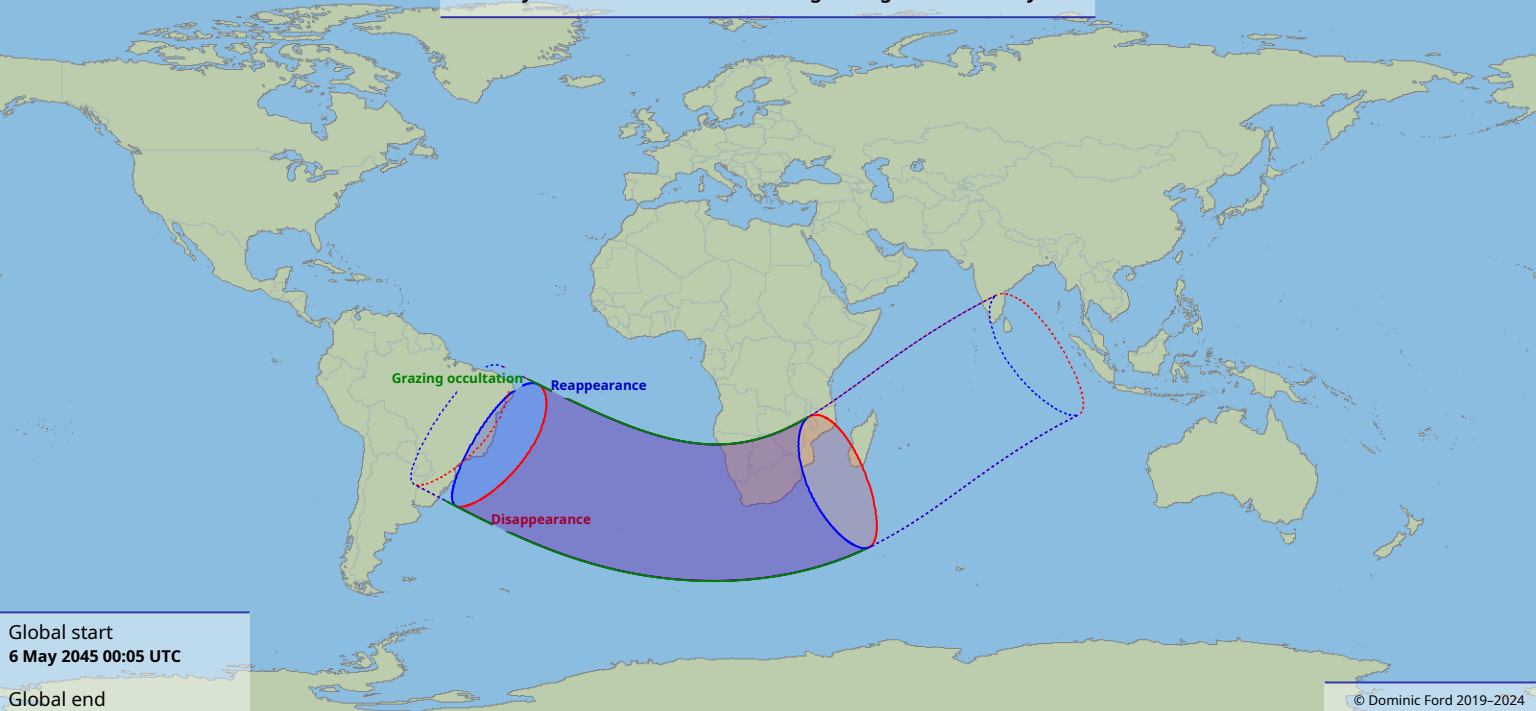 Grazing occultation
Reappearance
Disappearance
Global start
6 May 2045 00:05 UTC
Global end
© Dominic Ford 2019–2024